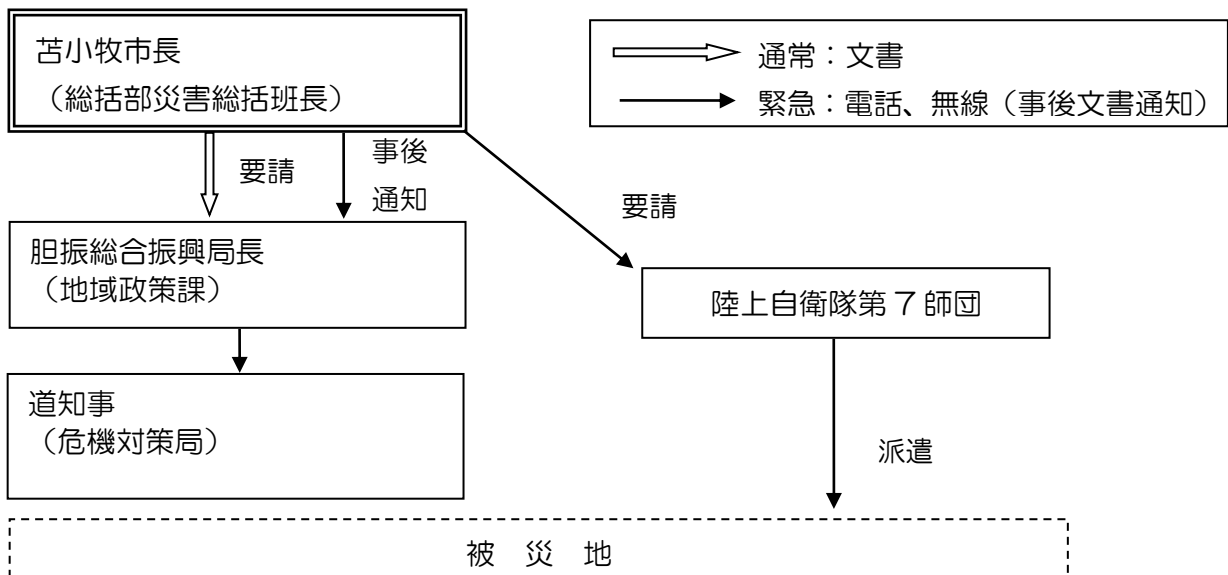 苫小牧市長
（総括部災害総括班長）
通常：文書
緊急：電話、無線（事後文書通知）
要請
事後
通知
要請
胆振総合振興局長
（地域政策課）
陸上自衛隊第７師団
道知事
（危機対策局）
派遣
被 災 地